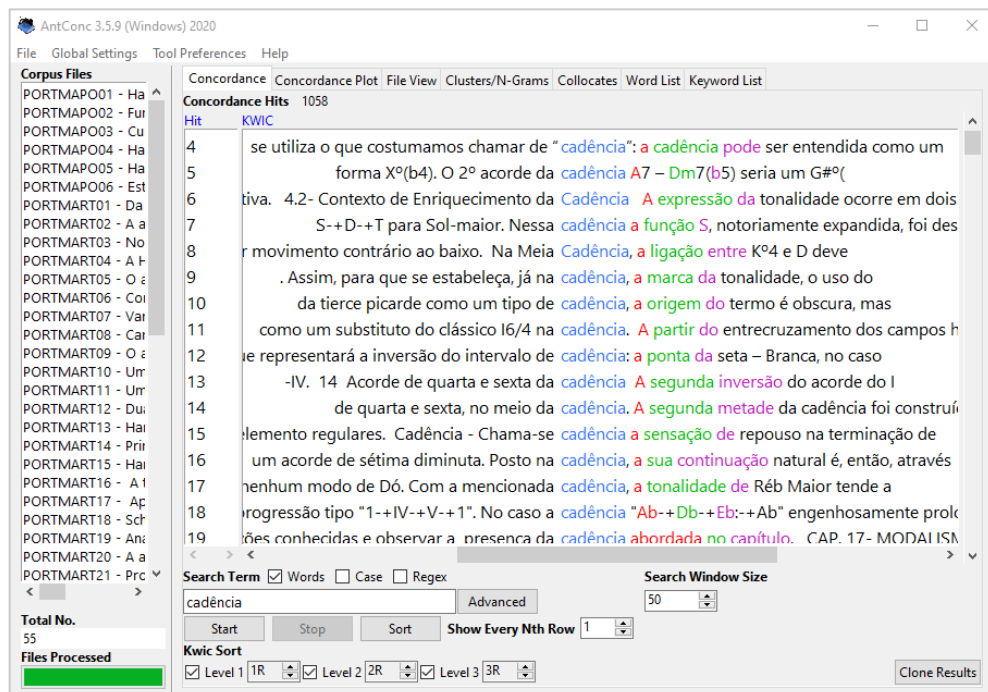 AntConc 3.5.9 (Windows) 2020
File Global Settings Tool Preferences Help
Corpus Files
PORTMAPO01 - Ha
PORTMAPO02 - Fur
PORTMAPO03 - Cu
PORTMAPO04 - Ha
PORTMAPO05 - Ha
PORTMAPO06 - Est
PORTMART01 - Da
PORTMART02 - A a
PORTMART03 - No
PORTMART04 - A H
PORTMART05 - O a
PORTMART06 - Cor
PORTMART07 - Var
PORTMART08 - Car
PORTMART09 - O a
PORTMART10 - Um
PORTMART11 - Um
PORTMART12 - Dua
PORTMART13 - Har
PORTMART14 - Prin
PORTMART15 - Har
PORTMART16 - A t
PORTMART17 - Ap
PORTMART18 - Sch
PORTMART19 - Ana
PORTMART20 - A a
PORTMART21 - Pro
Total No.
55
Files Processed
Concordance Concordance Plot File View Clusters/N-Grams Collocates Word List Keyword List
Concordance Hits 1058
Hit KWIC
4 se utiliza o que costumamos chamar de "cadência": a cadência pode ser entendida como um
5 forma Xº(b4). O 2º acorde da cadência A7 – Dm7(b5) seria um G#º(
6 tiva. 4.2- Contexto de Enriquecimento da Cadência A expressão da tonalidade ocorre em dois
7 S-+D-+T para Sol-maior. Nessa cadência a função S, notoriamente expandida, foi des
8 r movimento contrário ao baixo. Na Meia Cadência, a ligação entre Kº4 e D deve
9 . Assim, para que se estabeleça, já na cadência, a marca da tonalidade, o uso do
10 da tierce picarde como um tipo de cadência, a origem do termo é obscura, mas
11 como um substituto do clássico I6/4 na cadência. A partir do entrecruzamento dos campos h
12 ue representará a inversão do intervalo de cadência: a ponta da seta – Branca, no caso
13 -IV. 14 Acorde de quarta e sexta da cadência A segunda inversão do acorde do I
14 de quarta e sexta, no meio da cadência. A segunda metade da cadência foi construí
15 elemento regulares. Cadência - Chama-se cadência a sensação de repouso na terminação de
16 um acorde de sétima diminuta. Posto na cadência, a sua continuação natural é, então, através
17 nenhum modo de Dó. Com a mencionada cadência, a tonalidade de Réb Maior tende a
18 progressão tipo "1-+IV-+V-+1". No caso a cadência "Ab-+Db-+Eb:-+Ab" engenhosamente prolo
19 ções conhecidas e observar a presença da cadência abordada no capítulo. CAP. 17- MODALISM
Search Term Words Case Regex Search Window Size
cadência Advanced 50
Start Stop Sort Show Every Nth Row 1
Kwic Sort
Level 1 1R Level 2 2R Level 3 3R Clone Results